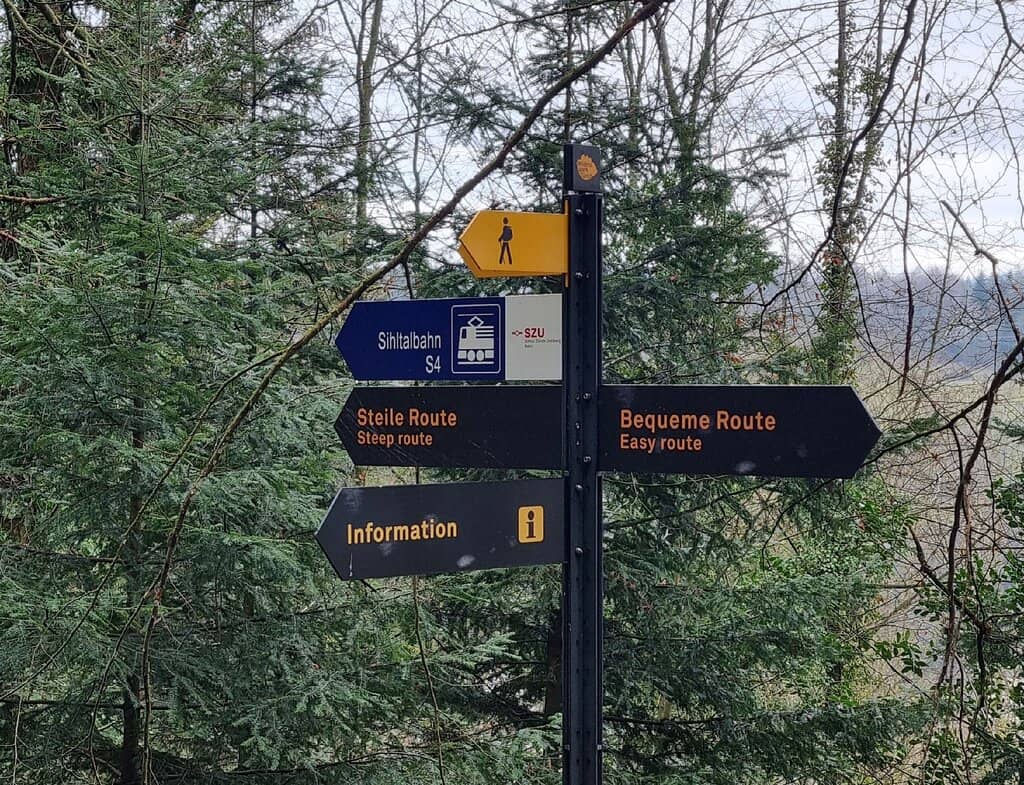 Sihltalbahn
S4
SZU
Steile Route
Steep route
Bequeme Route
Easy route
Information
i